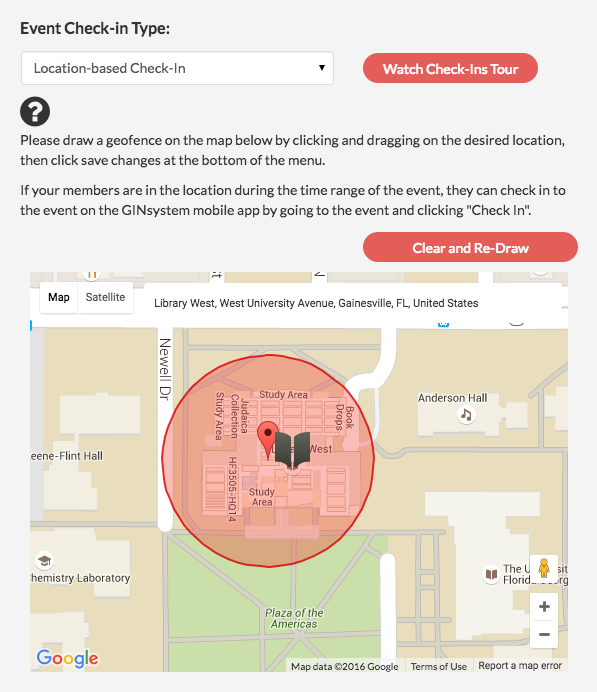 Event Check-in Type:
Location-based Check-In
Watch Check-Ins Tour
?
Please draw a geofence on the map below by clicking and dragging on the desired location,
then click save changes at the bottom of the menu.
If your members are in the location during the time range of the event, they can check in to
the event on the GINsystem mobile app by going to the event and clicking "Check In".
Clear and Re-Draw
Map
Satellite
Library West, West University Avenue, Gainesville, FL, United States
Newell Dr
Study Area
Study Area
Judaica
Collection
Book
Drops
Anderson Hall
West
eene-Flint Hall
HF3505-HQ14
Study
Area
hemistry Laboratory
The U
sit
Florida
org
Plaza of the
Americas
+
−
Google
Map data ©2016 Google
Terms of Use
Report a map error